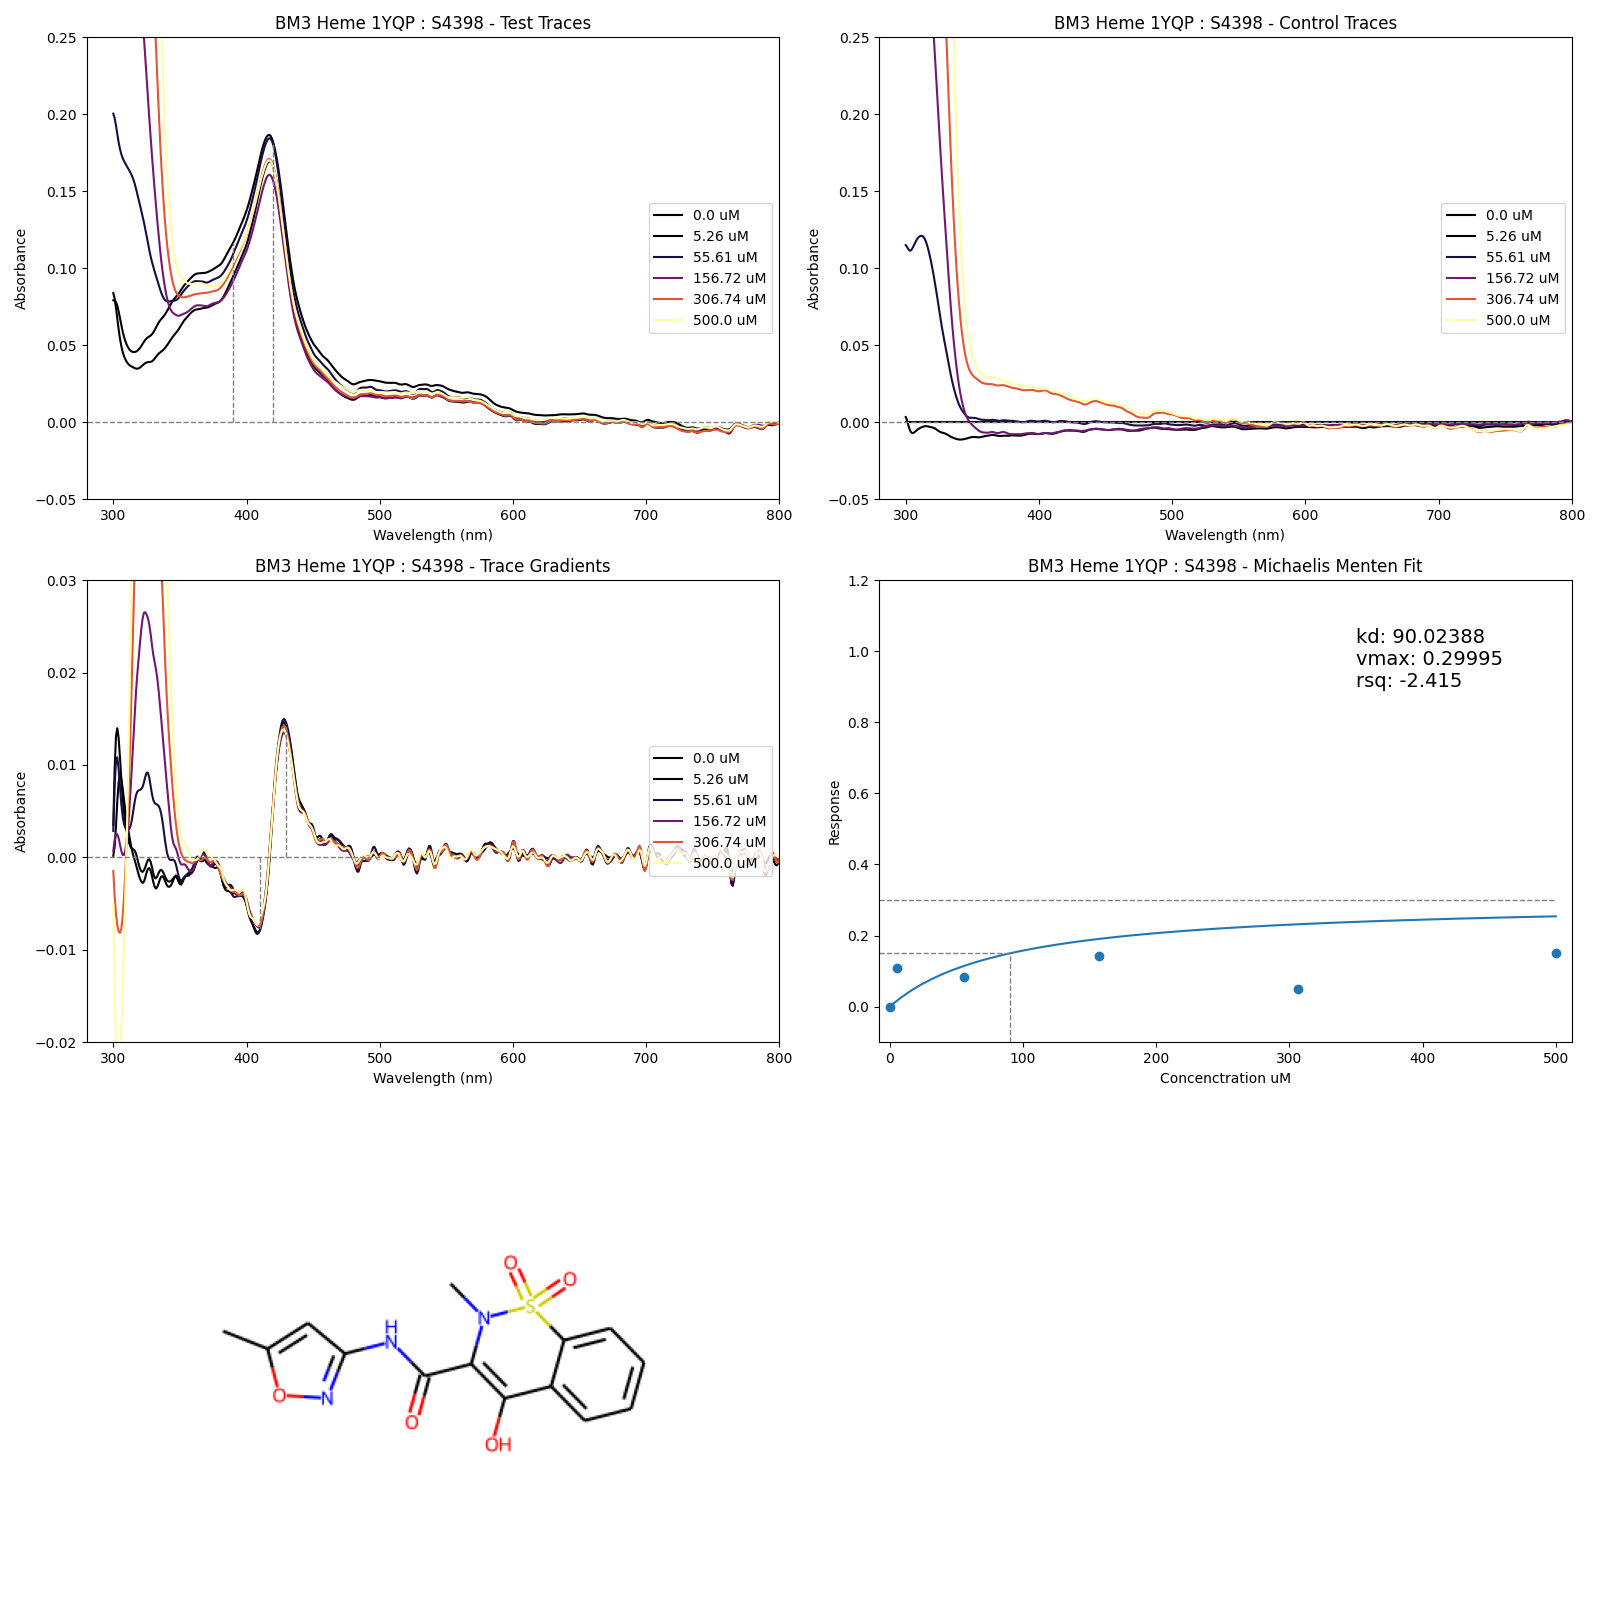 BM3 Heme 1YQP : S4398 - Test Traces
0.25
0.20
0.15
0.10
0.05
0.00
−0.05
Absorbance
300 400 500 600 700 800
Wavelength (nm)
0.0 uM
5.26 uM
55.61 uM
156.72 uM
306.74 uM
500.0 uM
BM3 Heme 1YQP : S4398 - Control Traces
0.25
0.20
0.15
0.10
0.05
0.00
−0.05
Absorbance
300 400 500 600 700 800
Wavelength (nm)
0.0 uM
5.26 uM
55.61 uM
156.72 uM
306.74 uM
500.0 uM
BM3 Heme 1YQP : S4398 - Trace Gradients
0.03
0.02
0.01
0.00
−0.01
−0.02
Absorbance
300 400 500 600 700 800
Wavelength (nm)
0.0 uM
5.26 uM
55.61 uM
156.72 uM
306.74 uM
500.0 uM
BM3 Heme 1YQP : S4398 - Michaelis Menten Fit
1.2
1.0
0.8
0.6
0.4
0.2
0.0
Response
0 100 200 300 400 500
Concenctration uM
kd: 90.02388
vmax: 0.29995
rsq: -2.415
O
O
S
N
H
N
O
N
O
OH